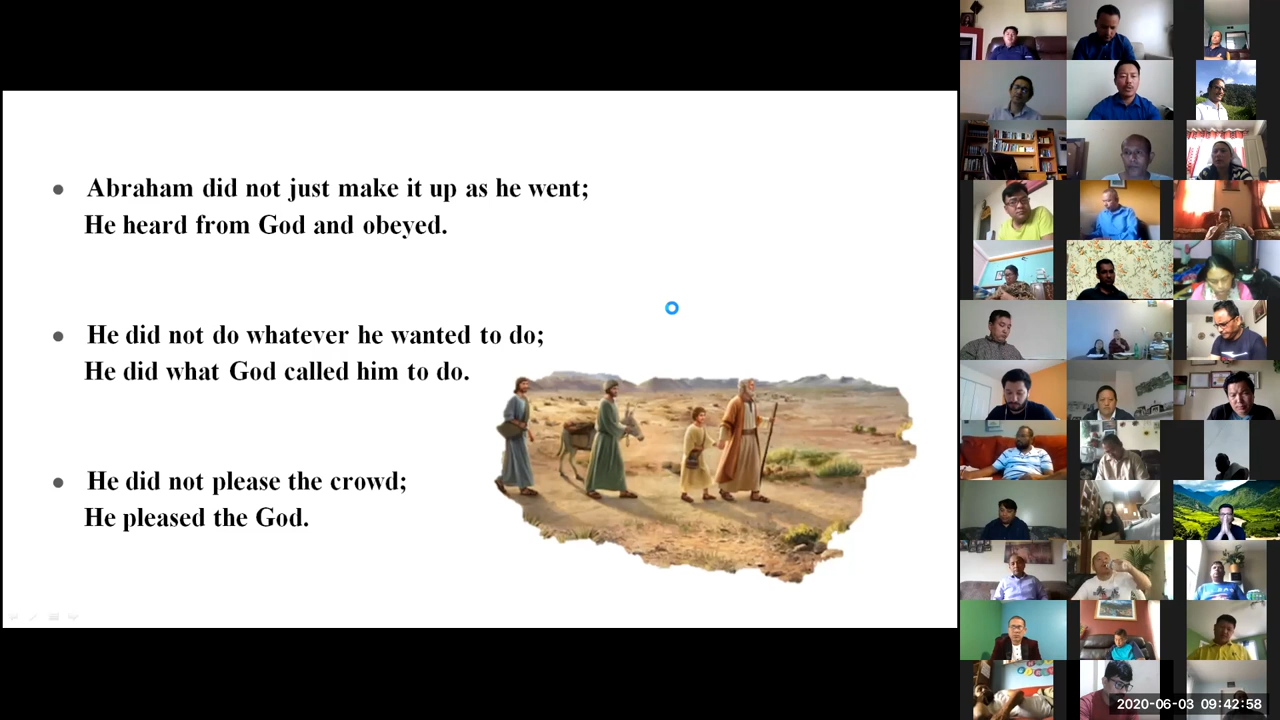 Abraham did not just make it up as he went;
He heard from God and obeyed.
He did not do whatever he wanted to do;
He did what God called him to do.
He did not please the crowd;
He pleased the God.
2020-06-03 09:42:58